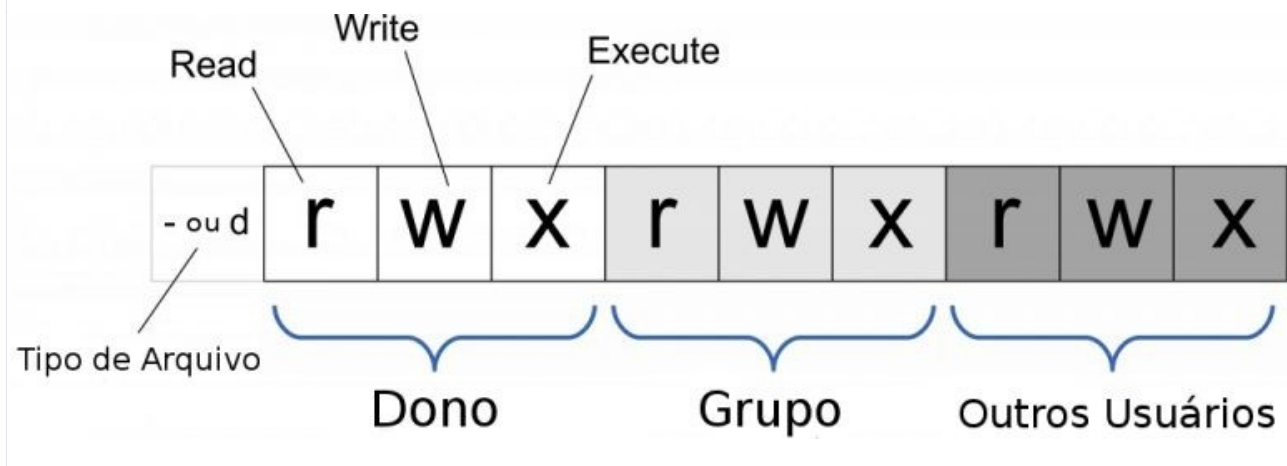 Write
Read
Execute
- ou d r w x r w x r w x
Tipo de Arquivo
Dono
Grupo
Outros Usuários